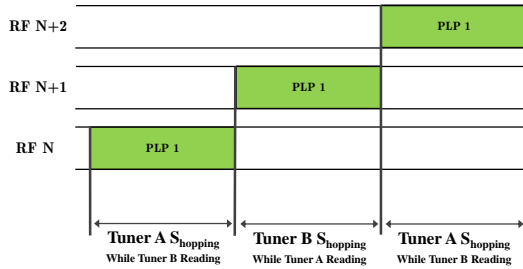 RF N+2
PLP 1
RF N+1
PLP 1
RF N
PLP 1
Tuner A Shopping
While Tuner B Reading
Tuner B Shopping
While Tuner A Reading
Tuner A Shopping
While Tuner B Reading